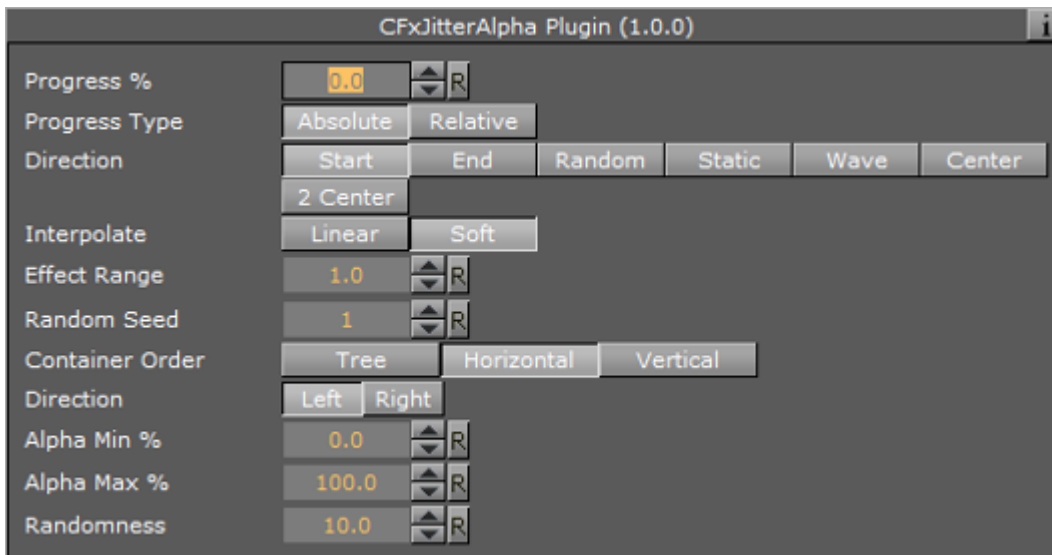 CFxJitterAlpha Plugin (1.0.0) i
Progress % 0.0 R
Progress Type Absolute Relative
Direction Start End Random Static Wave Center
2 Center
Interpolate Linear Soft
Effect Range 1.0 R
Random Seed 1 R
Container Order Tree Horizontal Vertical
Direction Left Right
Alpha Min % 0.0 R
Alpha Max % 100.0 R
Randomness 10.0 R